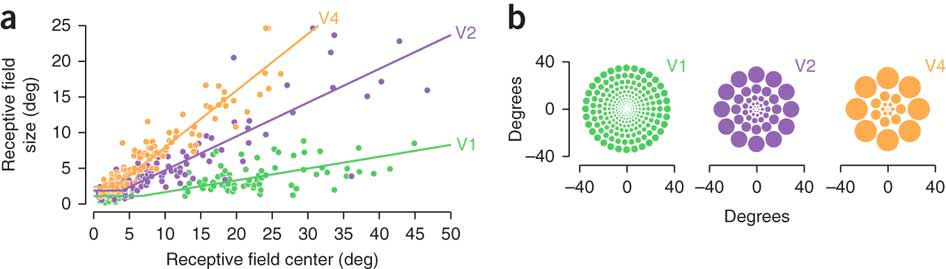 a
b
Receptive field
size (deg)
25
20
15
10
5
0
V4
V2
V1
0 5 10 15 20 25 30 35 40 45 50
Receptive field center (deg)
Degrees
40
0
–40
V1
V2
V4
–40 0 40
–40 0 40
–40 0 40
Degrees